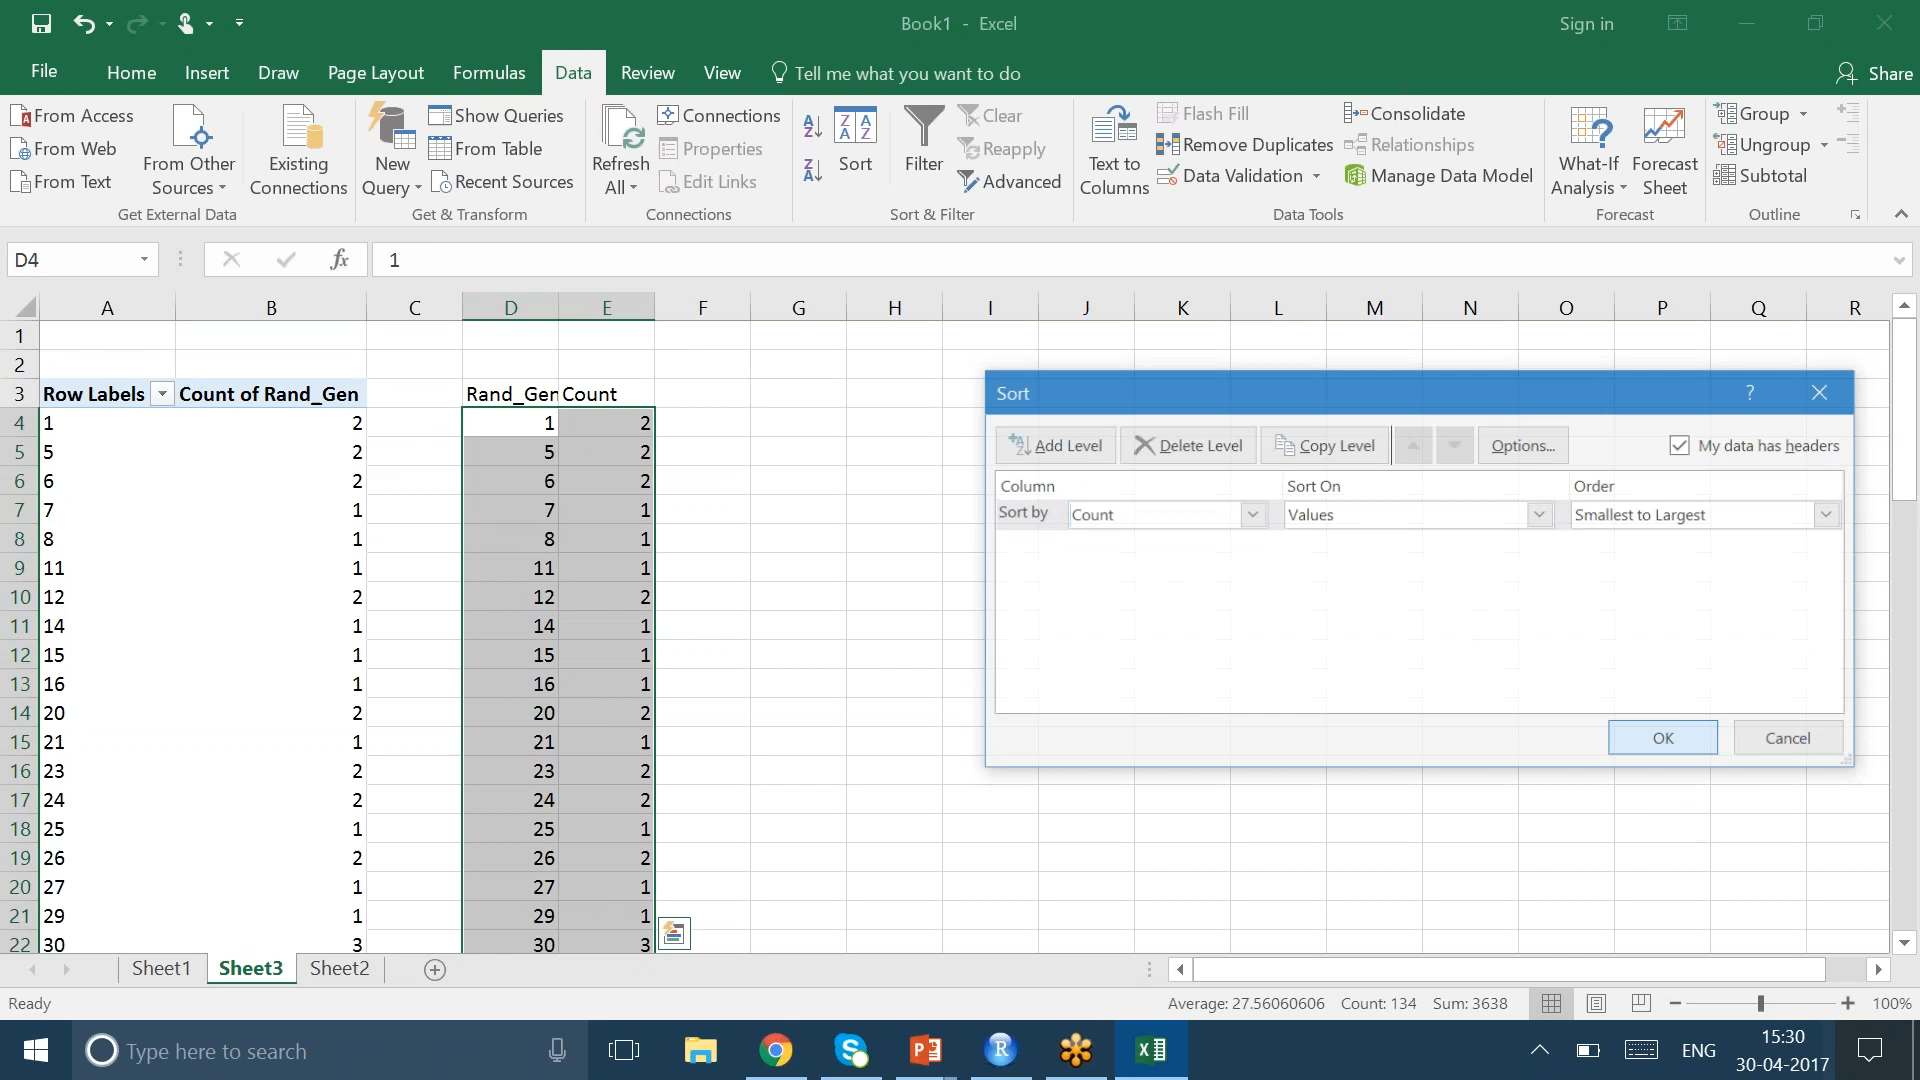 Book1 - Excel
Sign in
File Home Insert Draw Page Layout Formulas Data Review View Tell me what you want to do
Share
From Access
From Web
From Text
From Other Sources
Existing Connections
Get External Data
New Query
Show Queries
From Table
Recent Sources
Get & Transform
Refresh All
Connections
Properties
Edit Links
Connections
Sort
Filter
Clear
Reapply
Advanced
Sort & Filter
Text to Columns
Flash Fill
Remove Duplicates
Data Validation
Consolidate
Relationships
Manage Data Model
Data Tools
What-If Analysis
Forecast Sheet
Forecast
Group
Ungroup
Subtotal
Outline
D4 fx 1
A B C D E F G H I J K L M N O P Q R
1
2
3 Row Labels Count of Rand_Gen Rand_Gen Count
4 1 2 1 2
5 5 2 5 2
6 6 2 6 2
7 7 1 7 1
8 8 1 8 1
9 11 1 11 1
10 12 2 12 2
11 14 1 14 1
12 15 1 15 1
13 16 1 16 1
14 20 2 20 2
15 21 1 21 1
16 23 2 23 2
17 24 2 24 2
18 25 1 25 1
19 26 2 26 2
20 27 1 27 1
21 29 1 29 1
22 30 3 30 3
Sort ?
Add Level Delete Level Copy Level Options... My data has headers
Column Sort On Order
Sort by Count Values Smallest to Largest
OK Cancel
Sheet1 Sheet3 Sheet2
Ready Average: 27.56060606 Count: 134 Sum: 3638 100%
Type here to search
ENG
15:30
30-04-2017